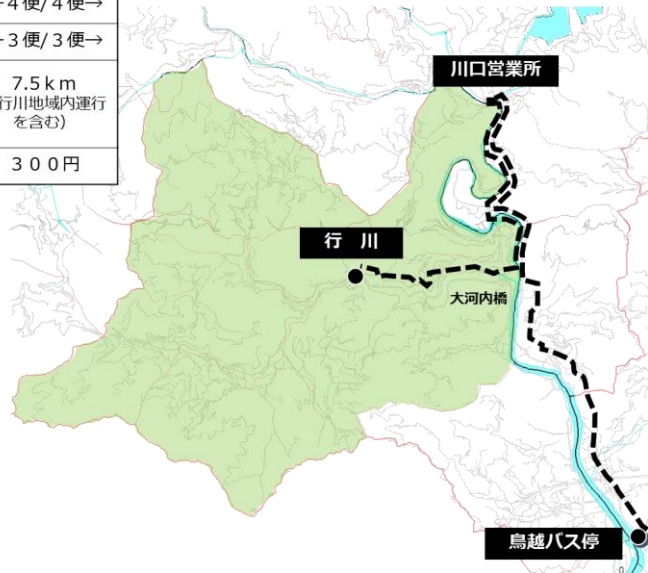 4便/4便→
3便/3便→
7.5km
行川地域内運行
を含む)
300円
川口営業所
行 川
大河内橋
鳥越バス停